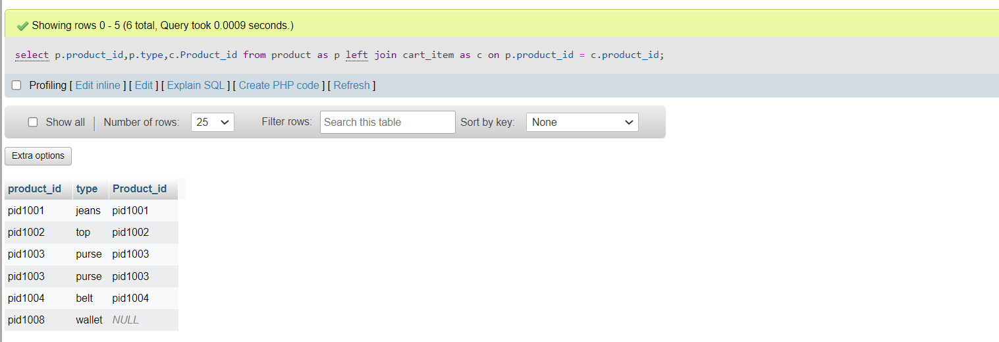 Showing rows 0 - 5 (6 total, Query took 0.0009 seconds.)
select p.product_id,p.type,c.Product_id from product as p left join cart_item as c on p.product_id = c.product_id;
Profiling [ Edit inline ] [ Edit ] [ Explain SQL ] [ Create PHP code ] [ Refresh ]
Show all Number of rows: 25 Filter rows: Search this table Sort by key: None
Extra options
product_id type Product_id
pid1001 jeans pid1001
pid1002 top pid1002
pid1003 purse pid1003
pid1003 purse pid1003
pid1004 belt pid1004
pid1008 wallet NULL